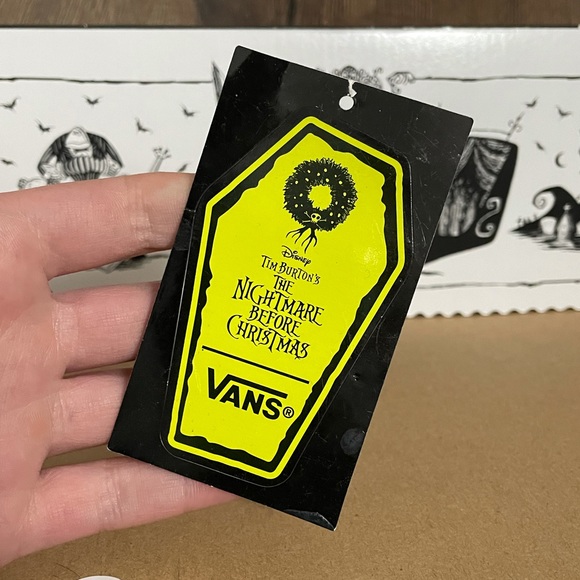 Disney
TIM BURTON'S
THE
NIGHTMARE
BEFORE
CHRISTMAS
VANS®